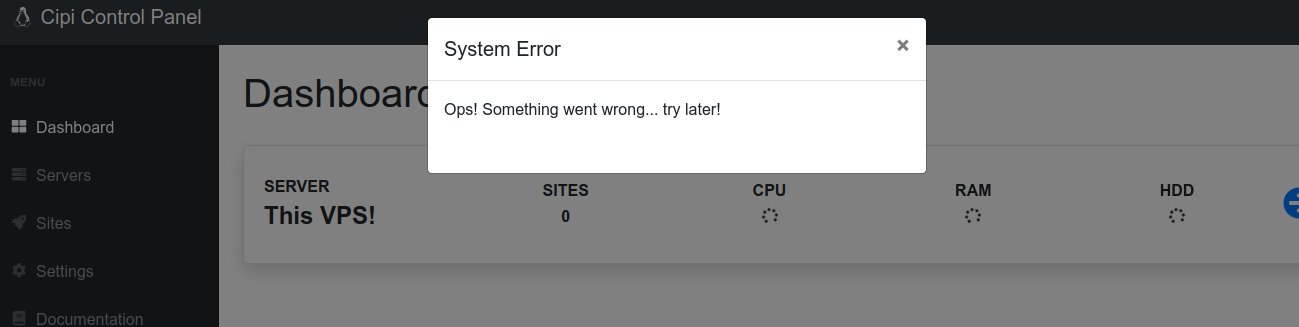 Cipi Control Panel
System Error
×
Ops! Something went wrong... try later!
MENU
Dashboard
Servers
Sites
Settings
Documentation
Dashboard
SERVER
This VPS!
SITES
0
CPU
RAM
HDD